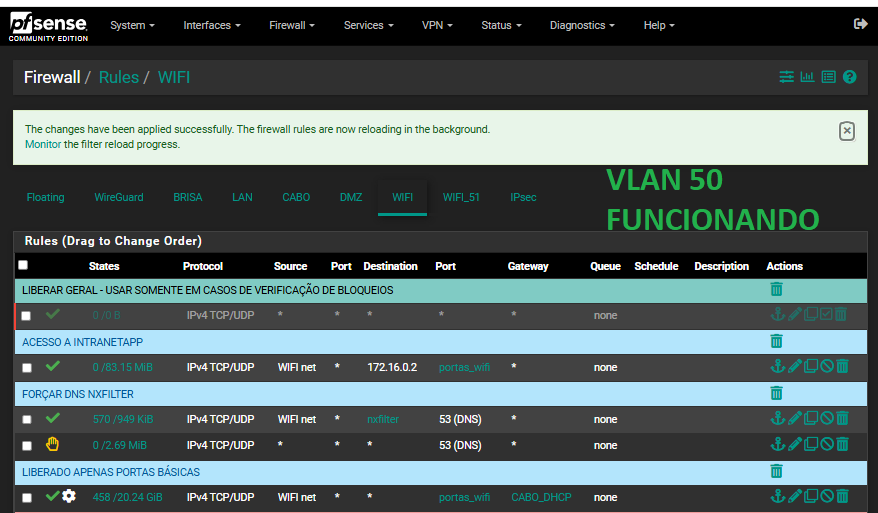 pfsense
COMMUNITY EDITION
System Interfaces Firewall Services VPN Status Diagnostics Help
Firewall / Rules / WIFI
The changes have been applied successfully. The firewall rules are now reloading in the background.
Monitor the filter reload progress.
VLAN 50
FUNCIONANDO
Floating WireGuard BRISA LAN CABO DMZ WIFI WIFI_51 IPsec
Rules (Drag to Change Order)
States Protocol Source Port Destination Port Gateway Queue Schedule Description Actions
LIBERAR GERAL - USAR SOMENTE EM CASOS DE VERIFICAÇÃO DE BLOQUEIOS
0 /0 B IPv4 TCP/UDP * * * * * none
ACESSO A INTRANETAPP
0 /83.15 MiB IPv4 TCP/UDP WIFI net * 172.16.0.2 portas_wifi * none
FORÇAR DNS NXFILTER
570 /949 KiB IPv4 TCP/UDP WIFI net * nxfilter 53 (DNS) * none
0 /2.69 MiB IPv4 TCP/UDP * * * 53 (DNS) * none
LIBERADO APENAS PORTAS BÁSICAS
458 /20.24 GiB IPv4 TCP/UDP WIFI net * * portas_wifi CABO_DHCP none